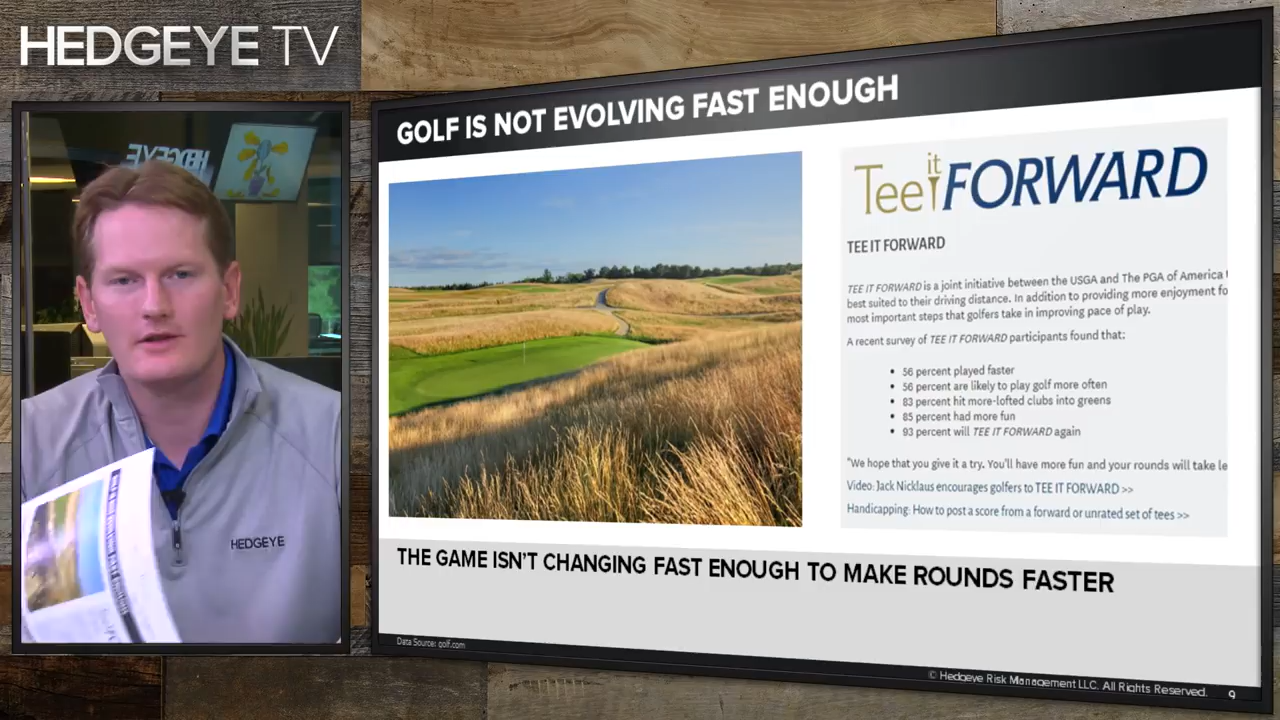 HEDGEYE TV
HEDGEYE
HEDGEYE
GOLF IS NOT EVOLVING FAST ENOUGH
Tee it FORWARD
TEE IT FORWARD
TEE IT FORWARD is a joint initiative between the USGA and The PGA of America
best suited to their driving distance. In addition to providing more enjoyment fo
most important steps that golfers take in improving pace of play.
A recent survey of TEE IT FORWARD participants found that:
• 56 percent played faster
• 56 percent are likely to play golf more often
• 83 percent hit more-lofted clubs into greens
• 85 percent had more fun
• 93 percent will TEE IT FORWARD again
"We hope that you give it a try. You'll have more fun and your rounds will take le
Video: Jack Nicklaus encourages golfers to TEE IT FORWARD >>
Handicapping: How to post a score from a forward or unrated set of tees >>
THE GAME ISN'T CHANGING FAST ENOUGH TO MAKE ROUNDS FASTER
Data Source: golf.com
© Hedgeye Risk Management LLC. All Rights Reserved. 9